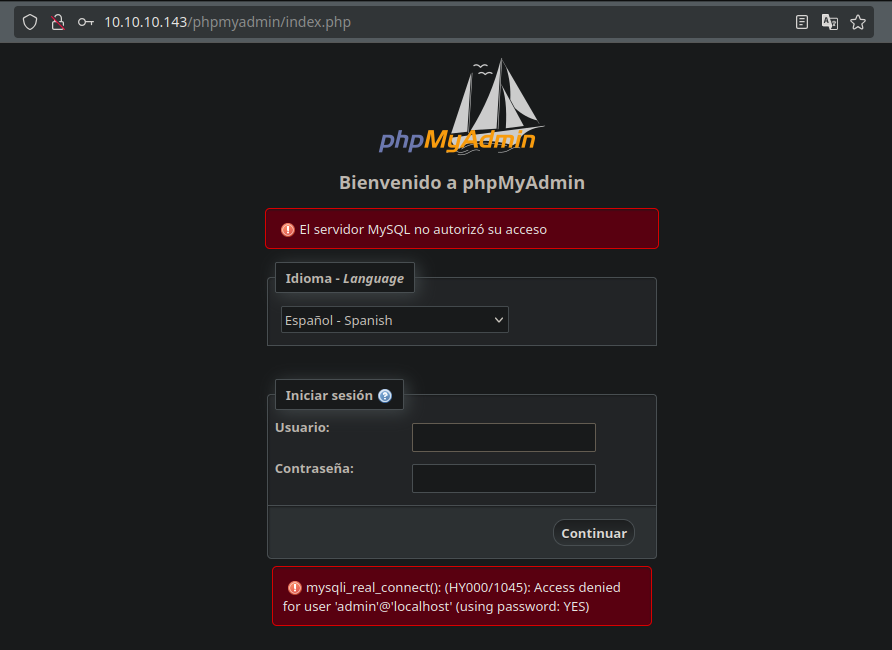 10.10.10.143/phpmyadmin/index.php
phpMyAdmin
Bienvenido a phpMyAdmin
El servidor MySQL no autorizó su acceso
Idioma - Language
Español - Spanish
Iniciar sesión
Usuario:
Contraseña:
Continuar
mysqli_real_connect(): (HY000/1045): Access denied
for user 'admin'@'localhost' (using password: YES)